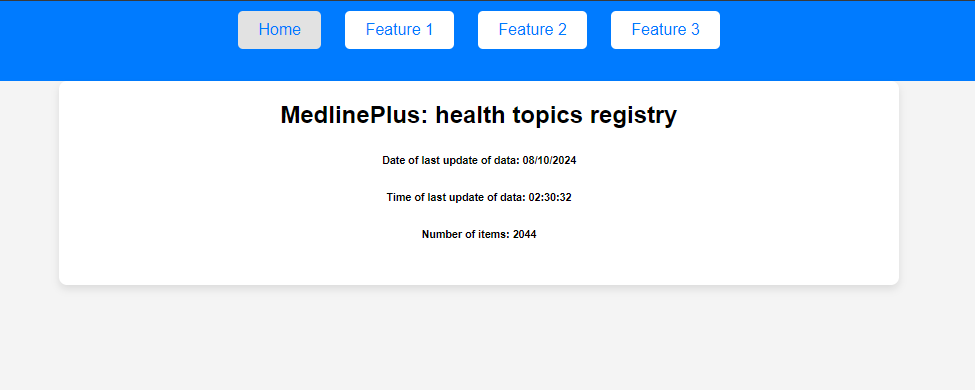 Home Feature 1 Feature 2 Feature 3
MedlinePlus: health topics registry
Date of last update of data: 08/10/2024
Time of last update of data: 02:30:32
Number of items: 2044